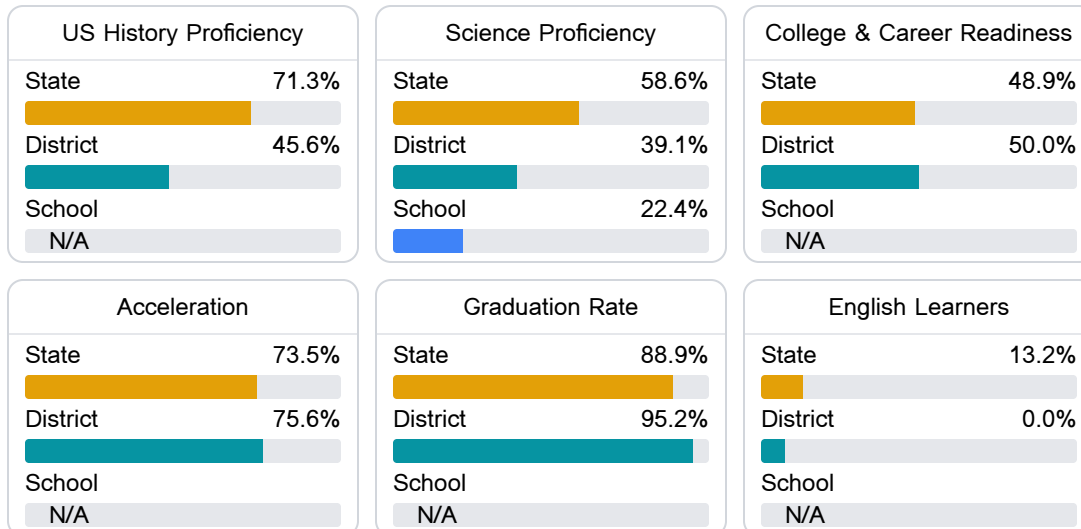 US History Proficiency
State 71.3%
District 45.6%
School
N/A
Science Proficiency
State 58.6%
District 39.1%
School 22.4%
College & Career Readiness
State 48.9%
District 50.0%
School
N/A
Acceleration
State 73.5%
District 75.6%
School
N/A
Graduation Rate
State 88.9%
District 95.2%
School
N/A
English Learners
State 13.2%
District 0.0%
School
N/A